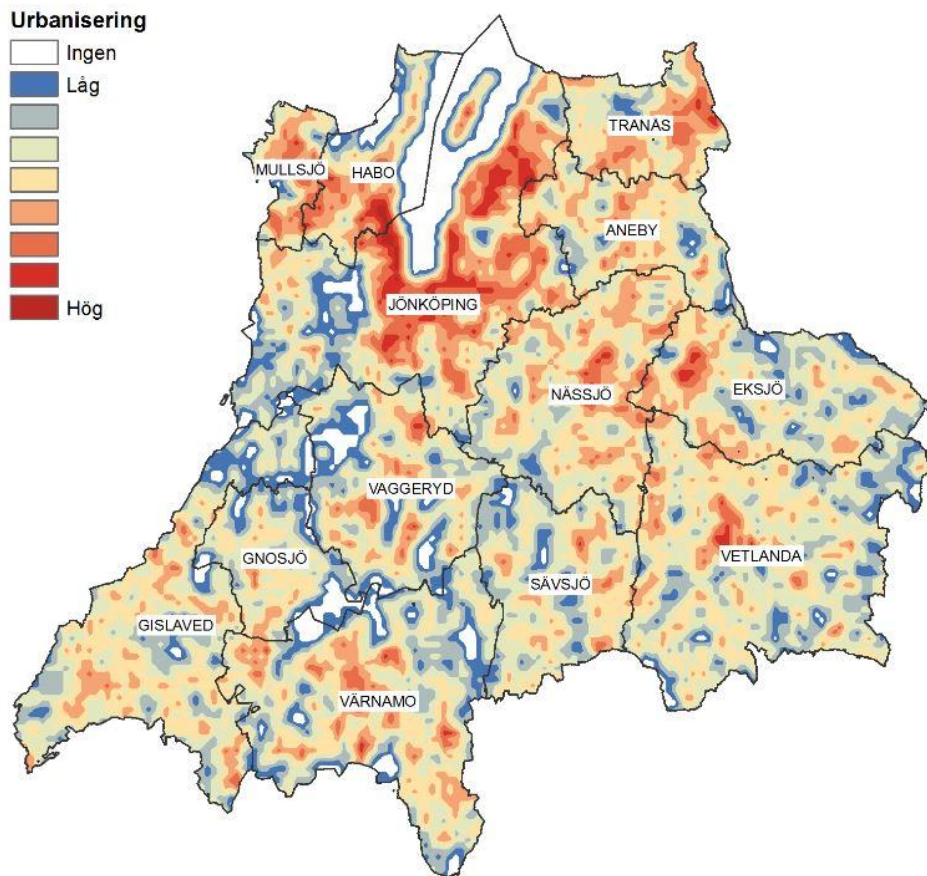 Urbanisering
Ingen
Låg
Hög
TRANÅS
MULLSJÖ
HABO
ANEBY
JÖNKÖPING
NÄSSJÖ
EKSJÖ
VAGGERYD
GNOSJÖ
VETLANDA
SÄVSJÖ
GISLAVED
VÄRNAMO